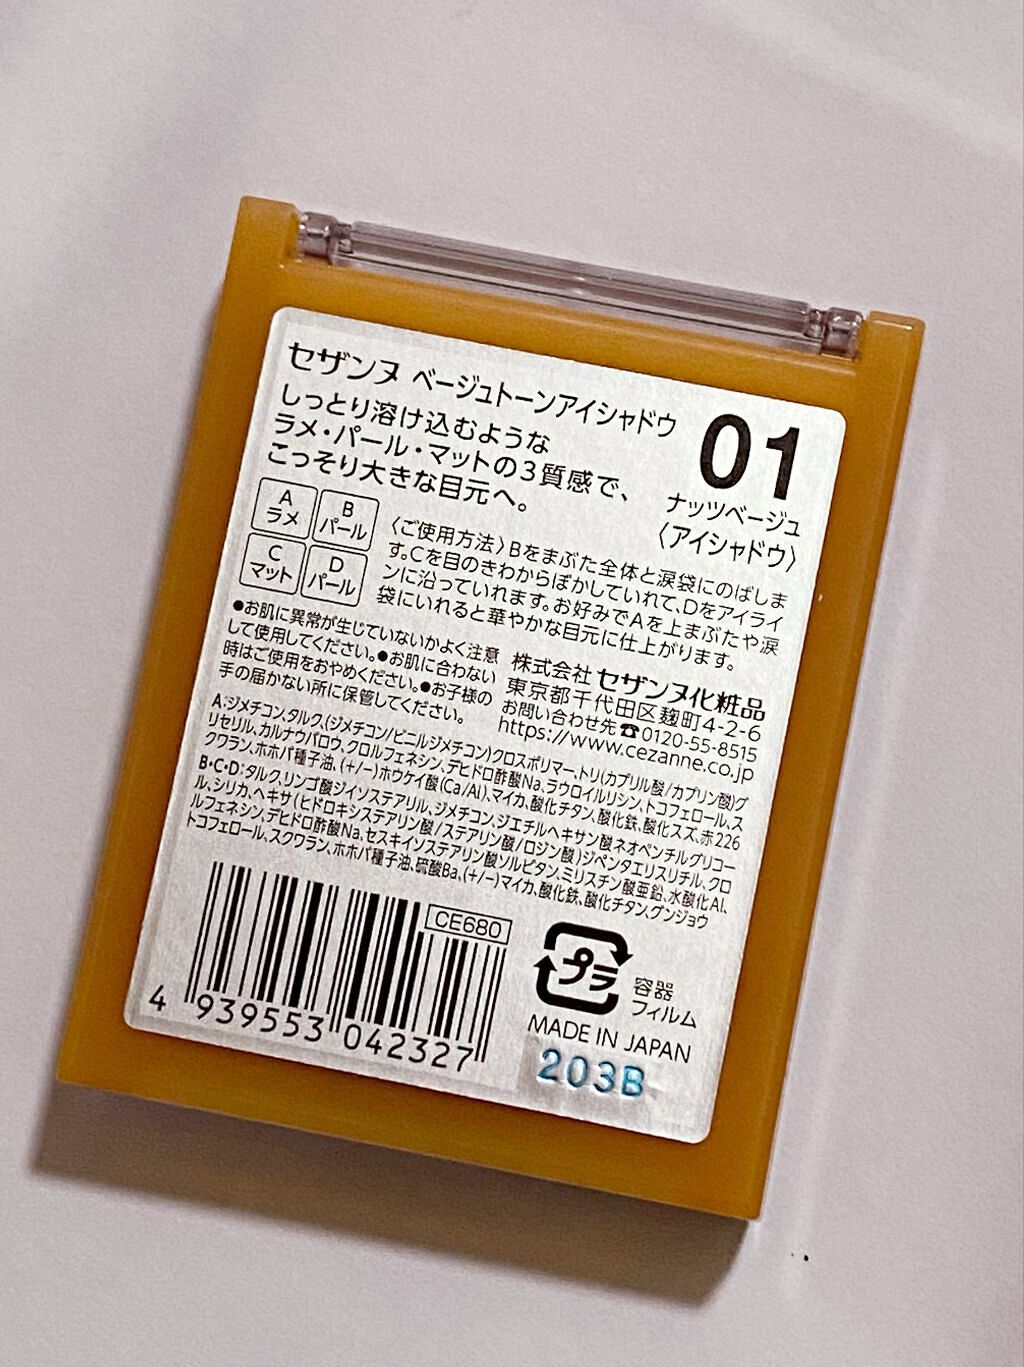 セザンヌ ベージュトーンアイシャドウ
しっとり溶け込むような
ラメ・パール・マットの3質感で、
こっそり大きな目元へ。
01
ナッツベージュ
〈アイシャドウ〉
A
ラメ
B
パール
C
マット
D
パール
〈ご使用方法〉Bをまぶた全体と涙袋にのばしま
す。Cを目のきわからぼかしていれて、Dをアイライ
ンに沿っていれます。お好みでAを上まぶたや涙
袋にいれると華やかな目元に仕上がります。
●お肌に異常が生じていないかよく注意
して使用してください。●お肌に合わない
時はご使用をおやめください。●お子様の
手の届かない所に保管してください。
株式会社 セザンヌ化粧品
東京都千代田区麹町4-2-6
お問い合わせ先☎0120-55-8515
https://www.cezanne.co.jp
A:ジメチコン、タルク、(ジメチコン/ビニルジメチコン)クロスポリマー、トリ(カプリル酸/カプリン酸)グ
リセリル、カルナウバロウ、クロルフェネシン、デヒドロ酢酸Na、ラウロイルリシン、トコフェロール、ス
クワラン、ホホバ種子油、(+/-)ホウケイ酸(Ca/Al)、マイカ、酸化チタン、酸化鉄、酸化スズ、赤226
B・C・D:タルク、リンゴ酸ジイソステアリル、ジメチコン、ジエチルヘキサン酸ネオペンチルグリコー
ル、シリカ、ヘキサ(ヒドロキシステアリン酸/ステアリン酸/ロジン酸)ジペンタエリスリチル、クロ
ルフェネシン、デヒドロ酢酸Na、セスキイソステアリン酸ソルビタン、ミリスチン酸亜鉛、水酸化Al、
トコフェロール、スクワラン、ホホバ種子油、硫酸Ba、(+/-)マイカ、酸化鉄、酸化チタン、グンジョウ
CE680
4 939553 042327
プラ
容器
フィルム
MADE IN JAPAN
203B